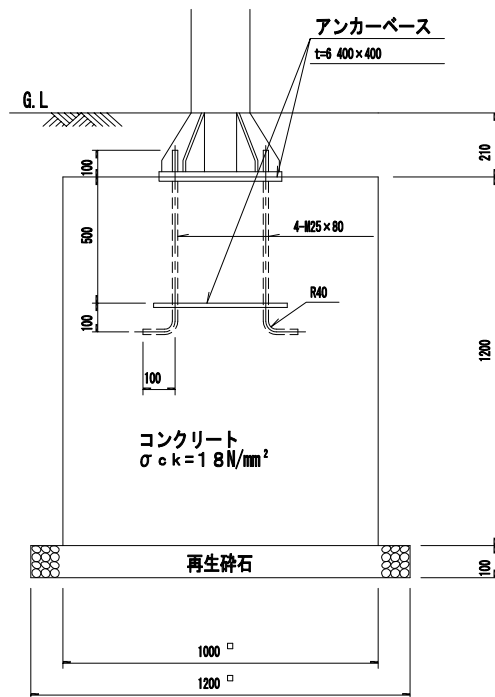 アンカーベース
t=6 400×400
G.L
210
100
500
4-M25×80
100
R40
1200
100
コンクリート
σck=18N/mm²
再生砕石
100
1000 □
1200 □